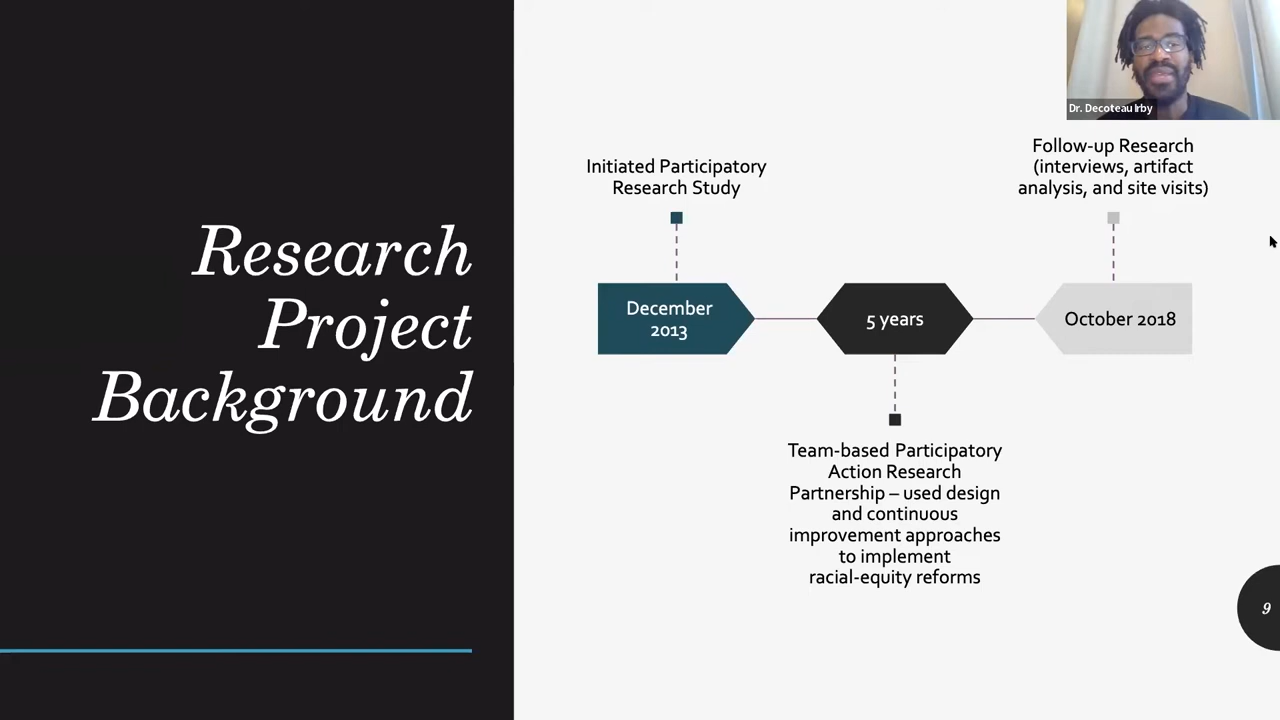 Research
Project
Background
Dr. Decoteau Irby
Initiated Participatory
Research Study
Follow-up Research
(interviews, artifact
analysis, and site visits)
December
2013
5 years
October 2018
Team-based Participatory
Action Research
Partnership – used design
and continuous
improvement approaches
to implement
racial-equity reforms
9